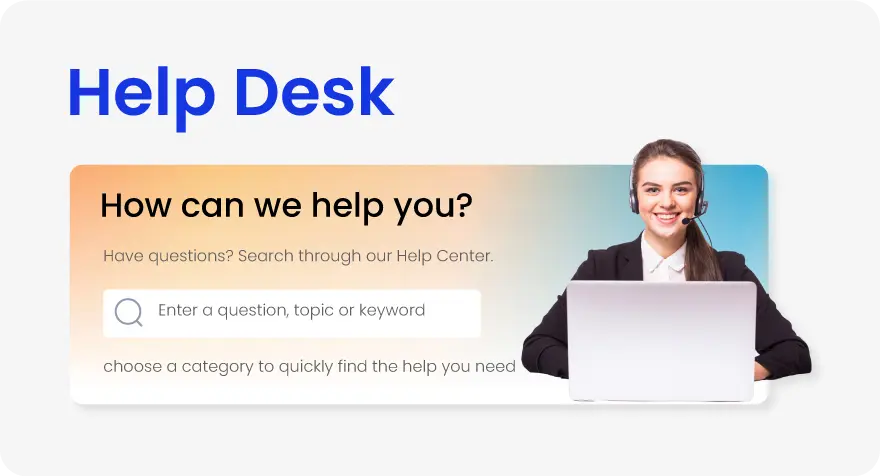 Help Desk
How can we help you?
Have questions? Search through our Help Center.
Enter a question, topic or keyword
choose a category to quickly find the help you need